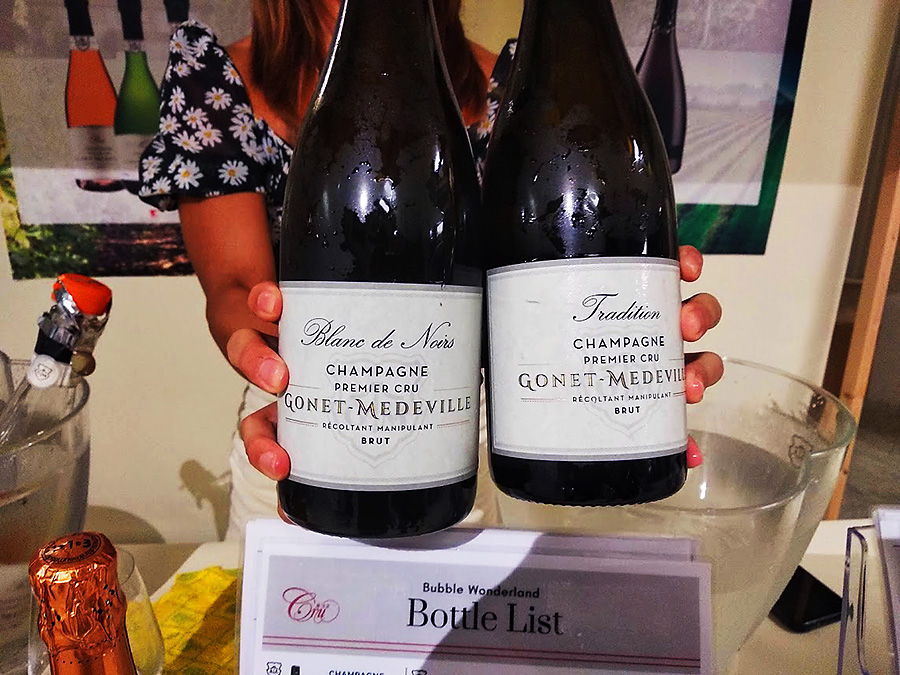 Blanc de Noirs
CHAMPAGNE
PREMIER CRU
GONET-MEDEVILLE
RÉCOLTANT MANIPULANT
BRUT
Tradition
CHAMPAGNE
PREMIER CRU
GONET-MEDEVILLE
RÉCOLTANT MANIPULANT
BRUT
Bubble Wonderland
Cru
Bottle List
CHAMPAGNE